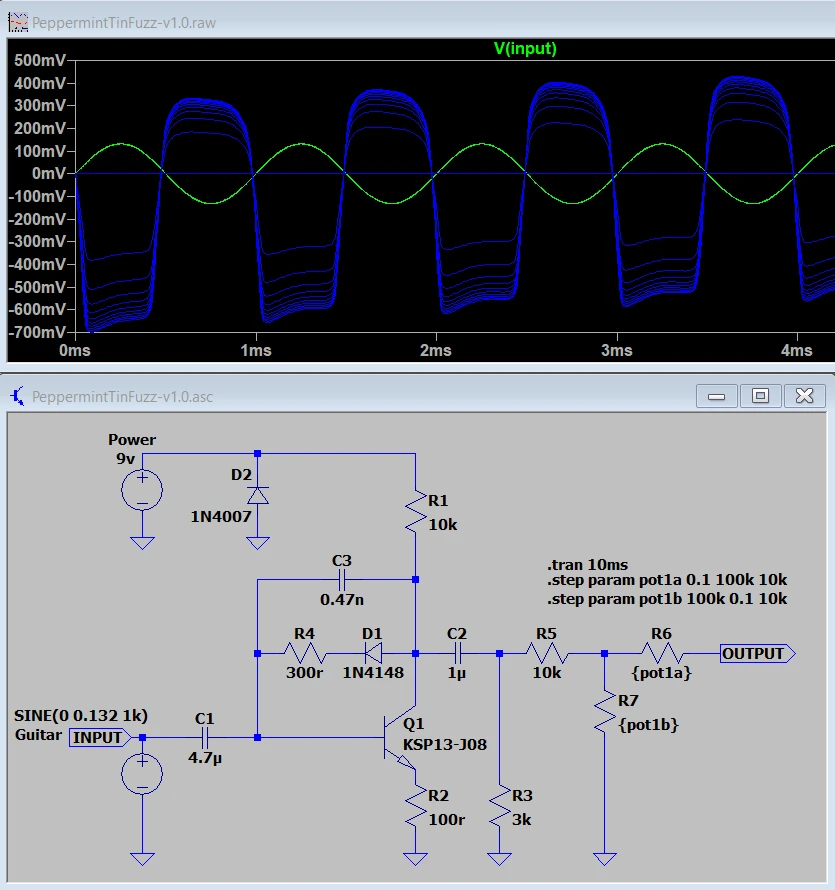 PeppermintTinFuzz-v1.0.raw
V(input)
500mV
400mV
300mV
200mV
100mV
0mV
-100mV
-200mV
-300mV
-400mV
-500mV
-600mV
-700mV
0ms 1ms 2ms 3ms 4ms
PeppermintTinFuzz-v1.0.asc
Power
9v
D2
1N4007
R1
10k
C3
0.47n
.tran 10ms
.step param pot1a 0.1 100k 10k
.step param pot1b 100k 0.1 10k
R4
300r
D1
1N4148
C2
1µ
R5
10k
R6
{pot1a}
OUTPUT
R7
{pot1b}
SINE(0 0.132 1k)
Guitar
INPUT
C1
4.7µ
Q1
KSP13-J08
R2
100r
R3
3k